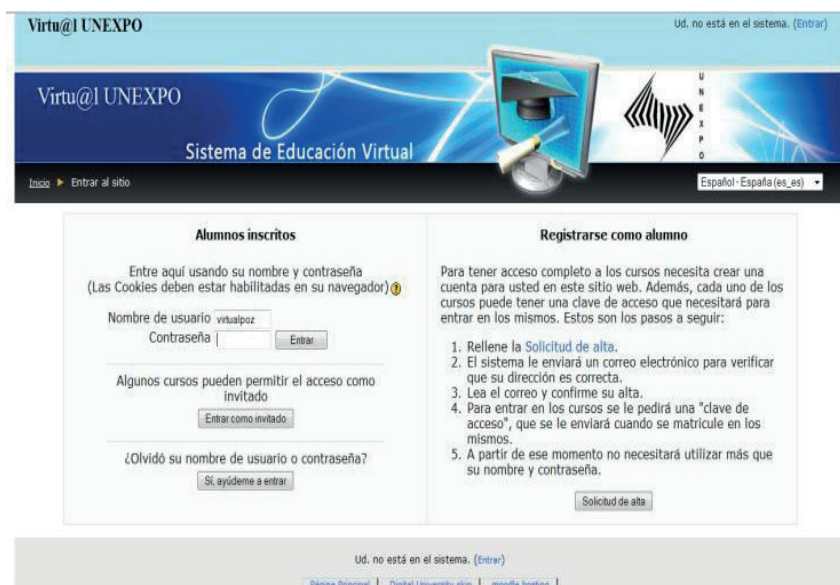 Virtu@l UNEXPO
Ud. no está en el sistema. (Entrar)
Virtu@l UNEXPO
Sistema de Educación Virtual
UNEXPO
Inicio ► Entrar al sitio
Español - España (es_es)
Alumnos inscritos
Entre aquí usando su nombre y contraseña
(Las Cookies deben estar habilitadas en su navegador) ?
Nombre de usuario virtualpoz
Contraseña Entrar
Algunos cursos pueden permitir el acceso como
invitado
Entrar como invitado
¿Olvidó su nombre de usuario o contraseña?
Sí, ayúdeme a entrar
Registrarse como alumno
Para tener acceso completo a los cursos necesita crear una
cuenta para usted en este sitio web. Además, cada uno de los
cursos puede tener una clave de acceso que necesitará para
entrar en los mismos. Estos son los pasos a seguir:
1. Rellene la Solicitud de alta.
2. El sistema le enviará un correo electrónico para verificar
que su dirección es correcta.
3. Lea el correo y confirme su alta.
4. Para entrar en los cursos se le pedirá una "clave de
acceso", que se le enviará cuando se matricule en los
mismos.
5. A partir de ese momento no necesitará utilizar más que
su nombre y contraseña.
Solicitud de alta
Ud. no está en el sistema. (Entrar)
Página Principal | Digital University skin | moodle hosting